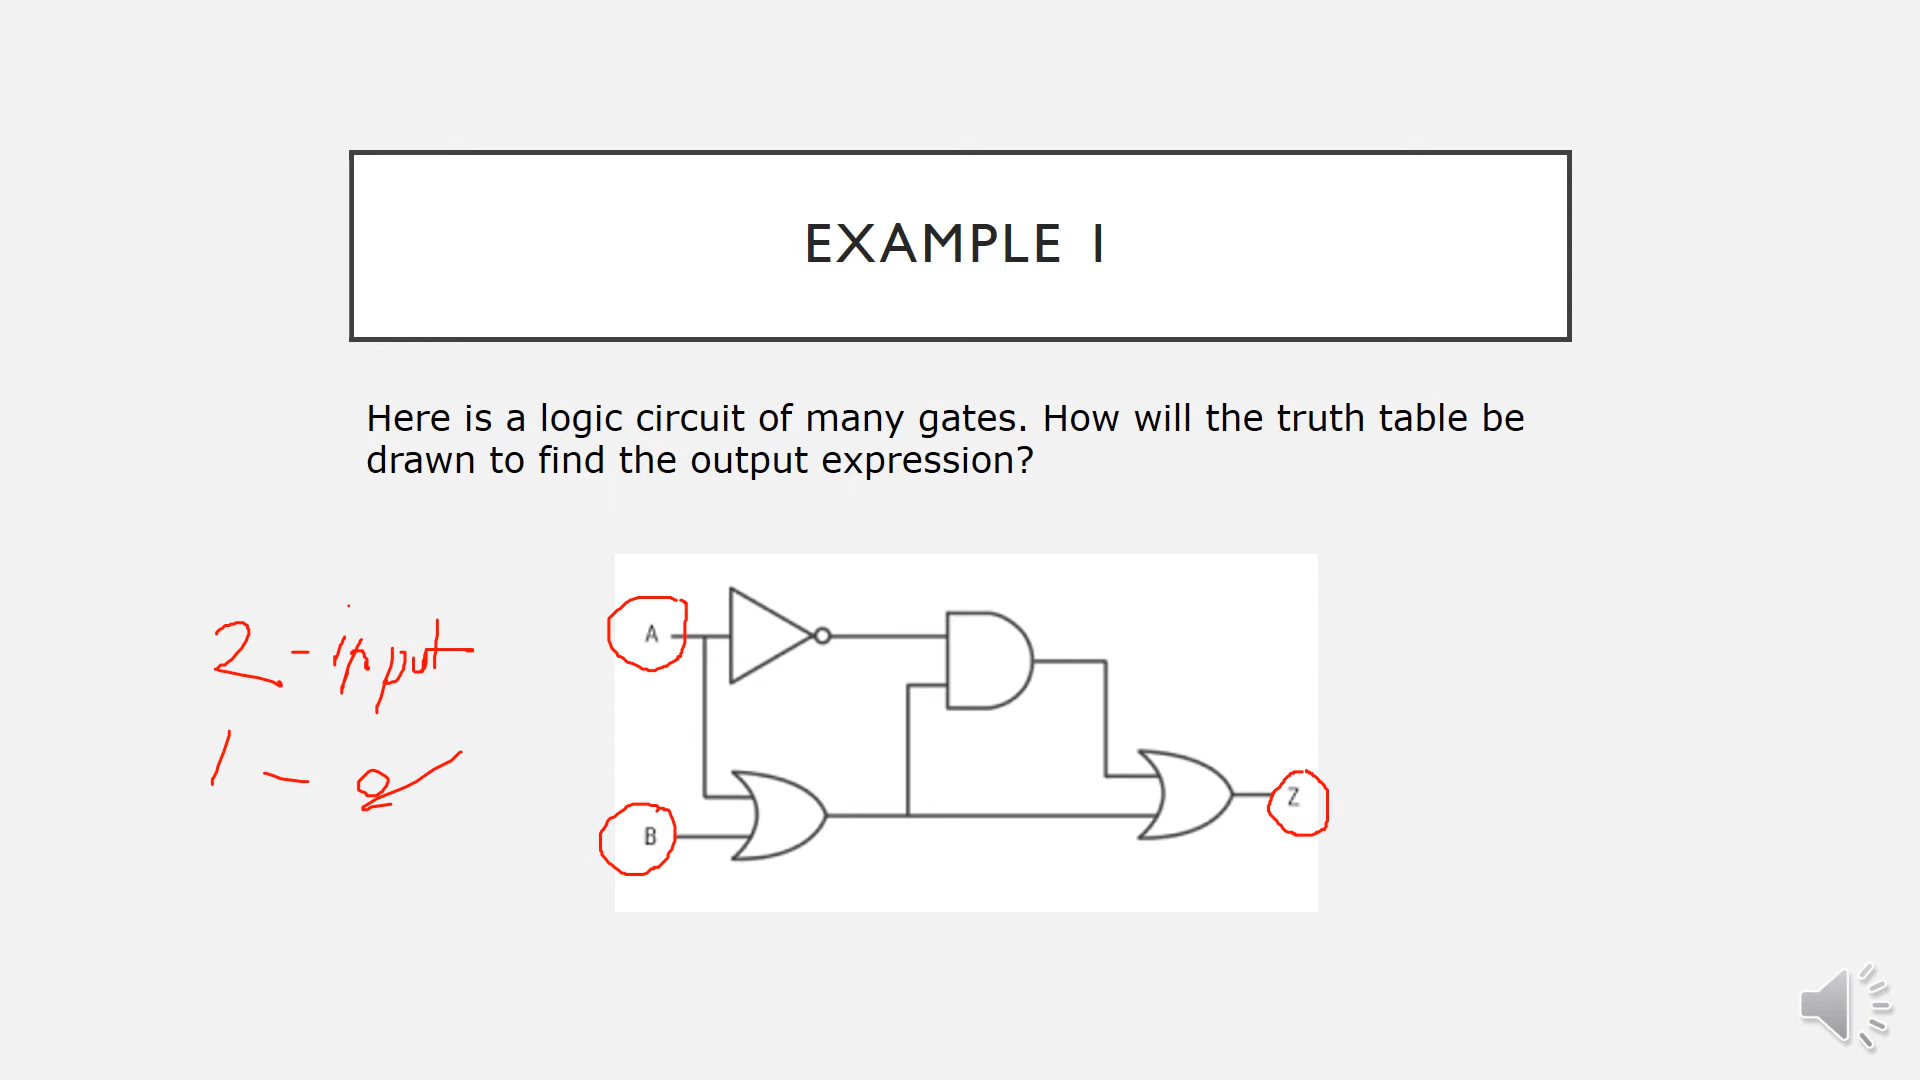 EXAMPLE 1
Here is a logic circuit of many gates. How will the truth table be
drawn to find the output expression?
2 - input
1 -
A
B
Z